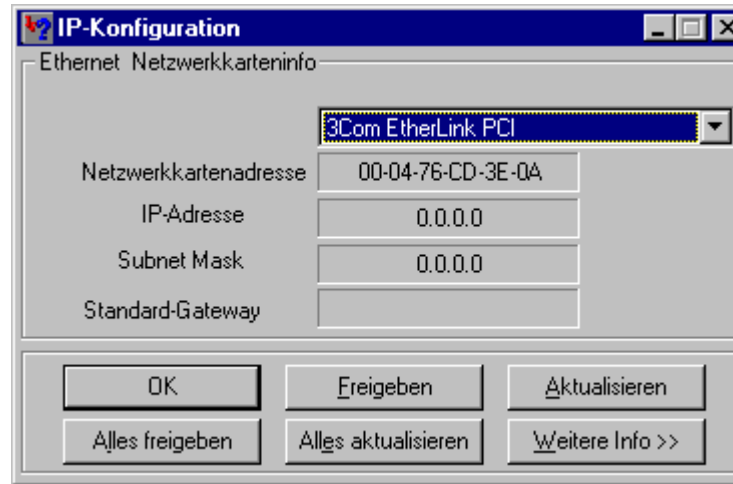 IP-Konfiguration
Ethernet Netzwerkkarteninfo
3Com EtherLink PCI
Netzwerkkartenadresse 00-04-76-CD-3E-0A
IP-Adresse 0.0.0.0
Subnet Mask 0.0.0.0
Standard-Gateway
OK Freigeben Aktualisieren
Alles freigeben Alles aktualisieren Weitere Info >>